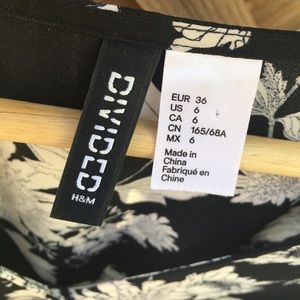 DIVIDED
H&M
EUR 36
US 6
CA 6
CN 165/68A
MX 6
Made in
China
Fabriqué en
Chine